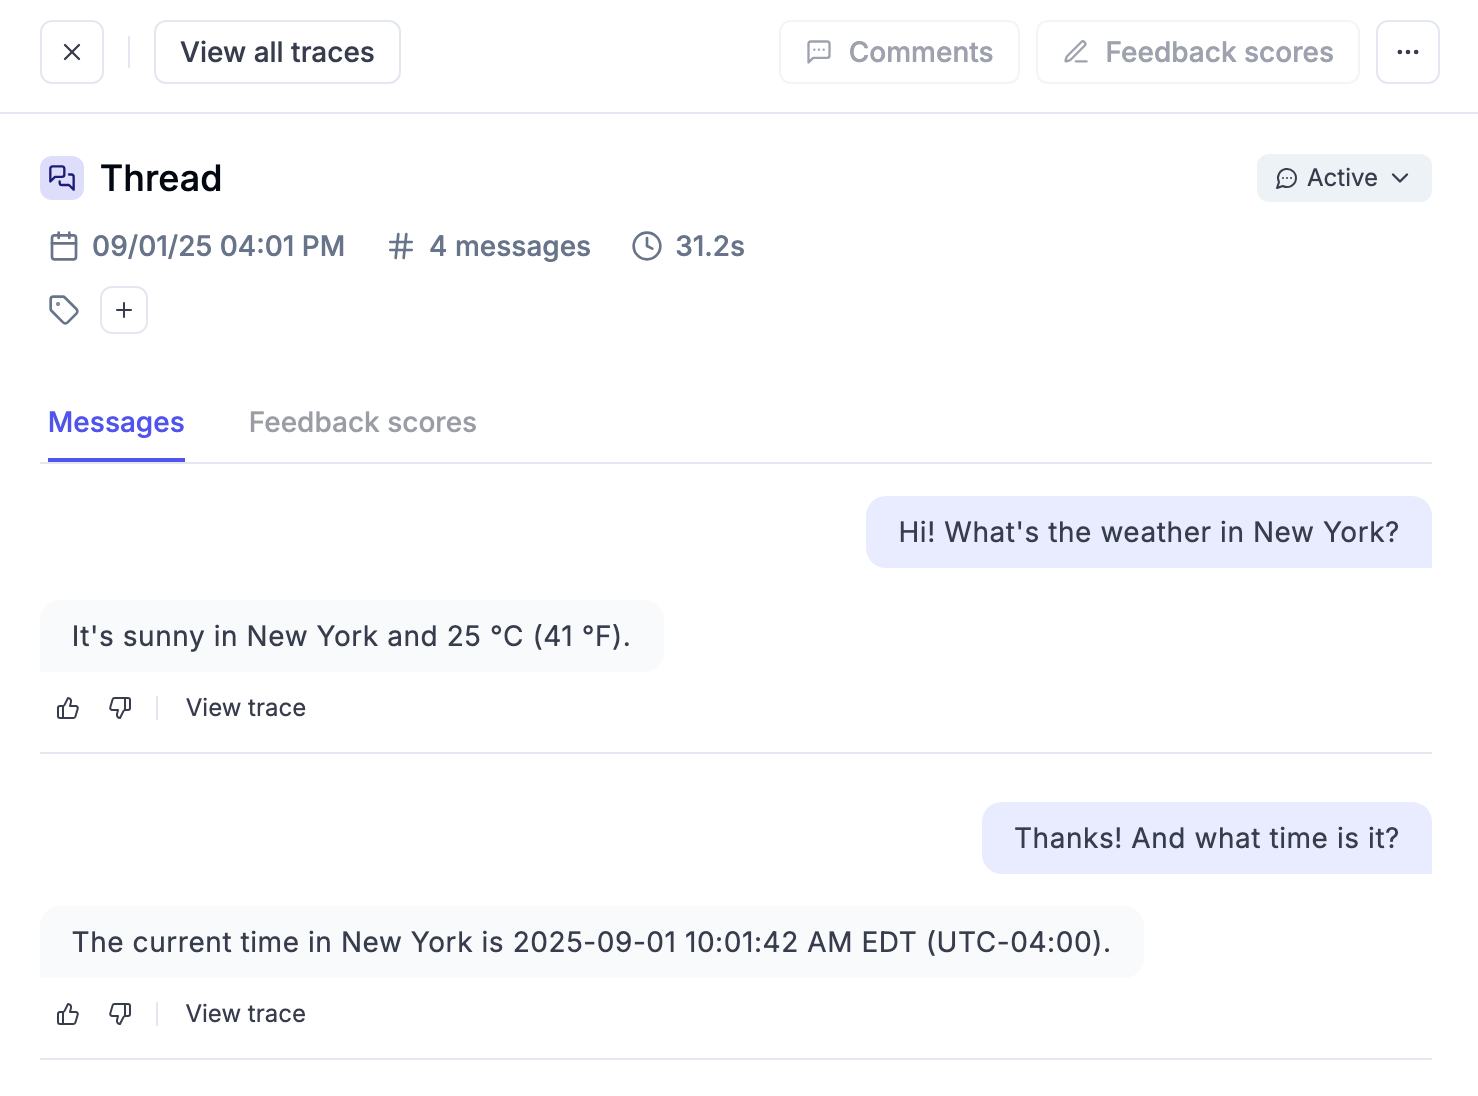 View all traces
Comments
Feedback scores
Thread
Active
09/01/25 04:01 PM
4 messages
31.2s
Messages
Feedback scores
Hi! What's the weather in New York?
It's sunny in New York and 25 °C (41 °F).
View trace
Thanks! And what time is it?
The current time in New York is 2025-09-01 10:01:42 AM EDT (UTC-04:00).
View trace